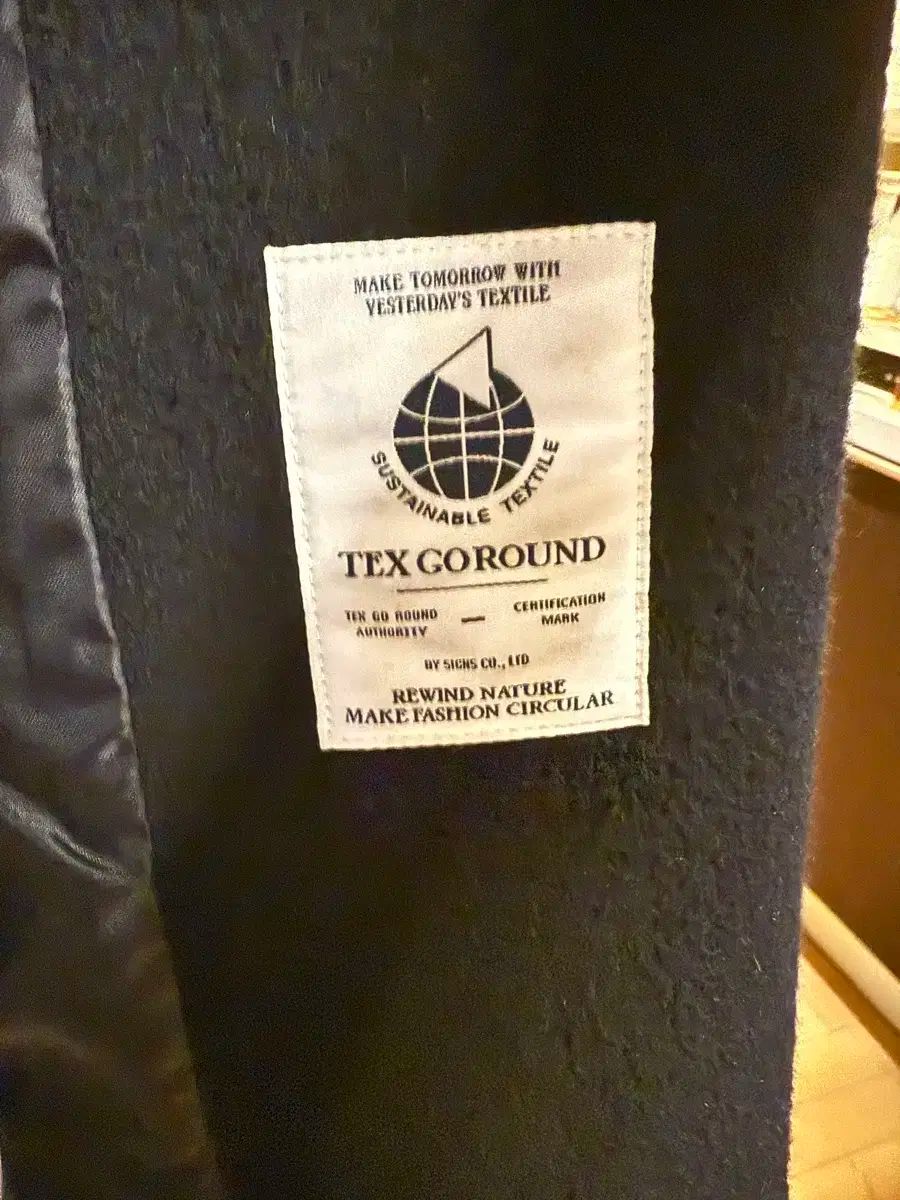 MAKE TOMORROW WITH
YESTERDAY'S TEXTILE
SUSTAINABLE TEXTILE
TEX GOROUND
TEX GO ROUND
AUTHORITY
—
CERTIFICATION
MARK
BY SIGNS CO., LTD
REWIND NATURE
MAKE FASHION CIRCULAR